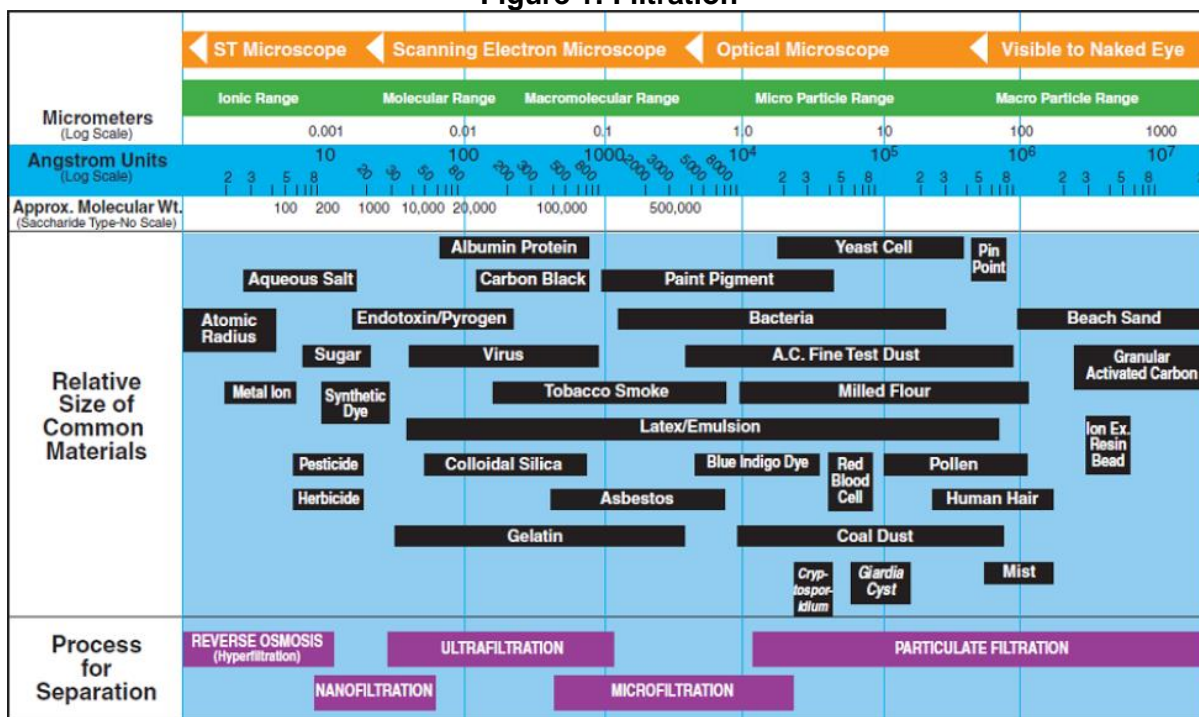 Figure 1. Filtration
ST Microscope Scanning Electron Microscope Optical Microscope Visible to Naked Eye
Ionic Range Molecular Range Macromolecular Range Micro Particle Range Macro Particle Range
Micrometers
(Log Scale)
0.001 0.01 0.1 1.0 10 100 1000
Angstrom Units
(Log Scale)
10 100 1000 10⁴ 10⁵ 10⁶ 10⁷
2 3 5 8 20 30 50 80 200 300 500 800 2000 3000 5000 8000 2 3 5 8 2 3 5 8 2 3 5 8
Approx. Molecular Wt.
(Saccharide Type-No Scale)
100 200 1000 10,000 20,000 100,000 500,000
Relative
Size of
Common
Materials
Albumin Protein Yeast Cell Pin
Point
Aqueous Salt Carbon Black Paint Pigment
Atomic
Radius
Endotoxin/Pyrogen Bacteria Beach Sand
Sugar Virus A.C. Fine Test Dust Granular
Activated Carbon
Metal Ion Synthetic
Dye
Tobacco Smoke Milled Flour
Latex/Emulsion Ion Ex.
Resin
Bead
Pesticide Colloidal Silica Blue Indigo Dye Red
Blood
Cell
Pollen
Herbicide Asbestos Human Hair
Gelatin Coal Dust
Cryp-
tospor-
idium
Giardia
Cyst
Mist
Process
for
Separation
REVERSE OSMOSIS
(Hyperfiltration)
ULTRAFILTRATION PARTICULATE FILTRATION
NANOFILTRATION MICROFILTRATION